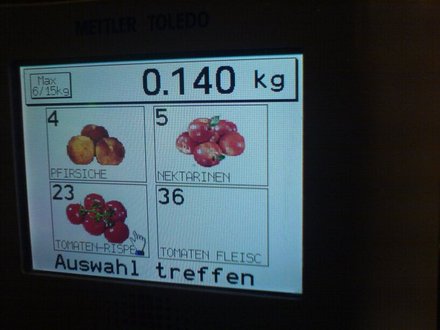 METTLER TOLEDO
Max
6/15kg
0.140 kg
4
PFIRSICHE
5
NEKTARINEN
23
TOMATEN-RISPE
36
TOMATEN FLEISC
Auswahl treffen